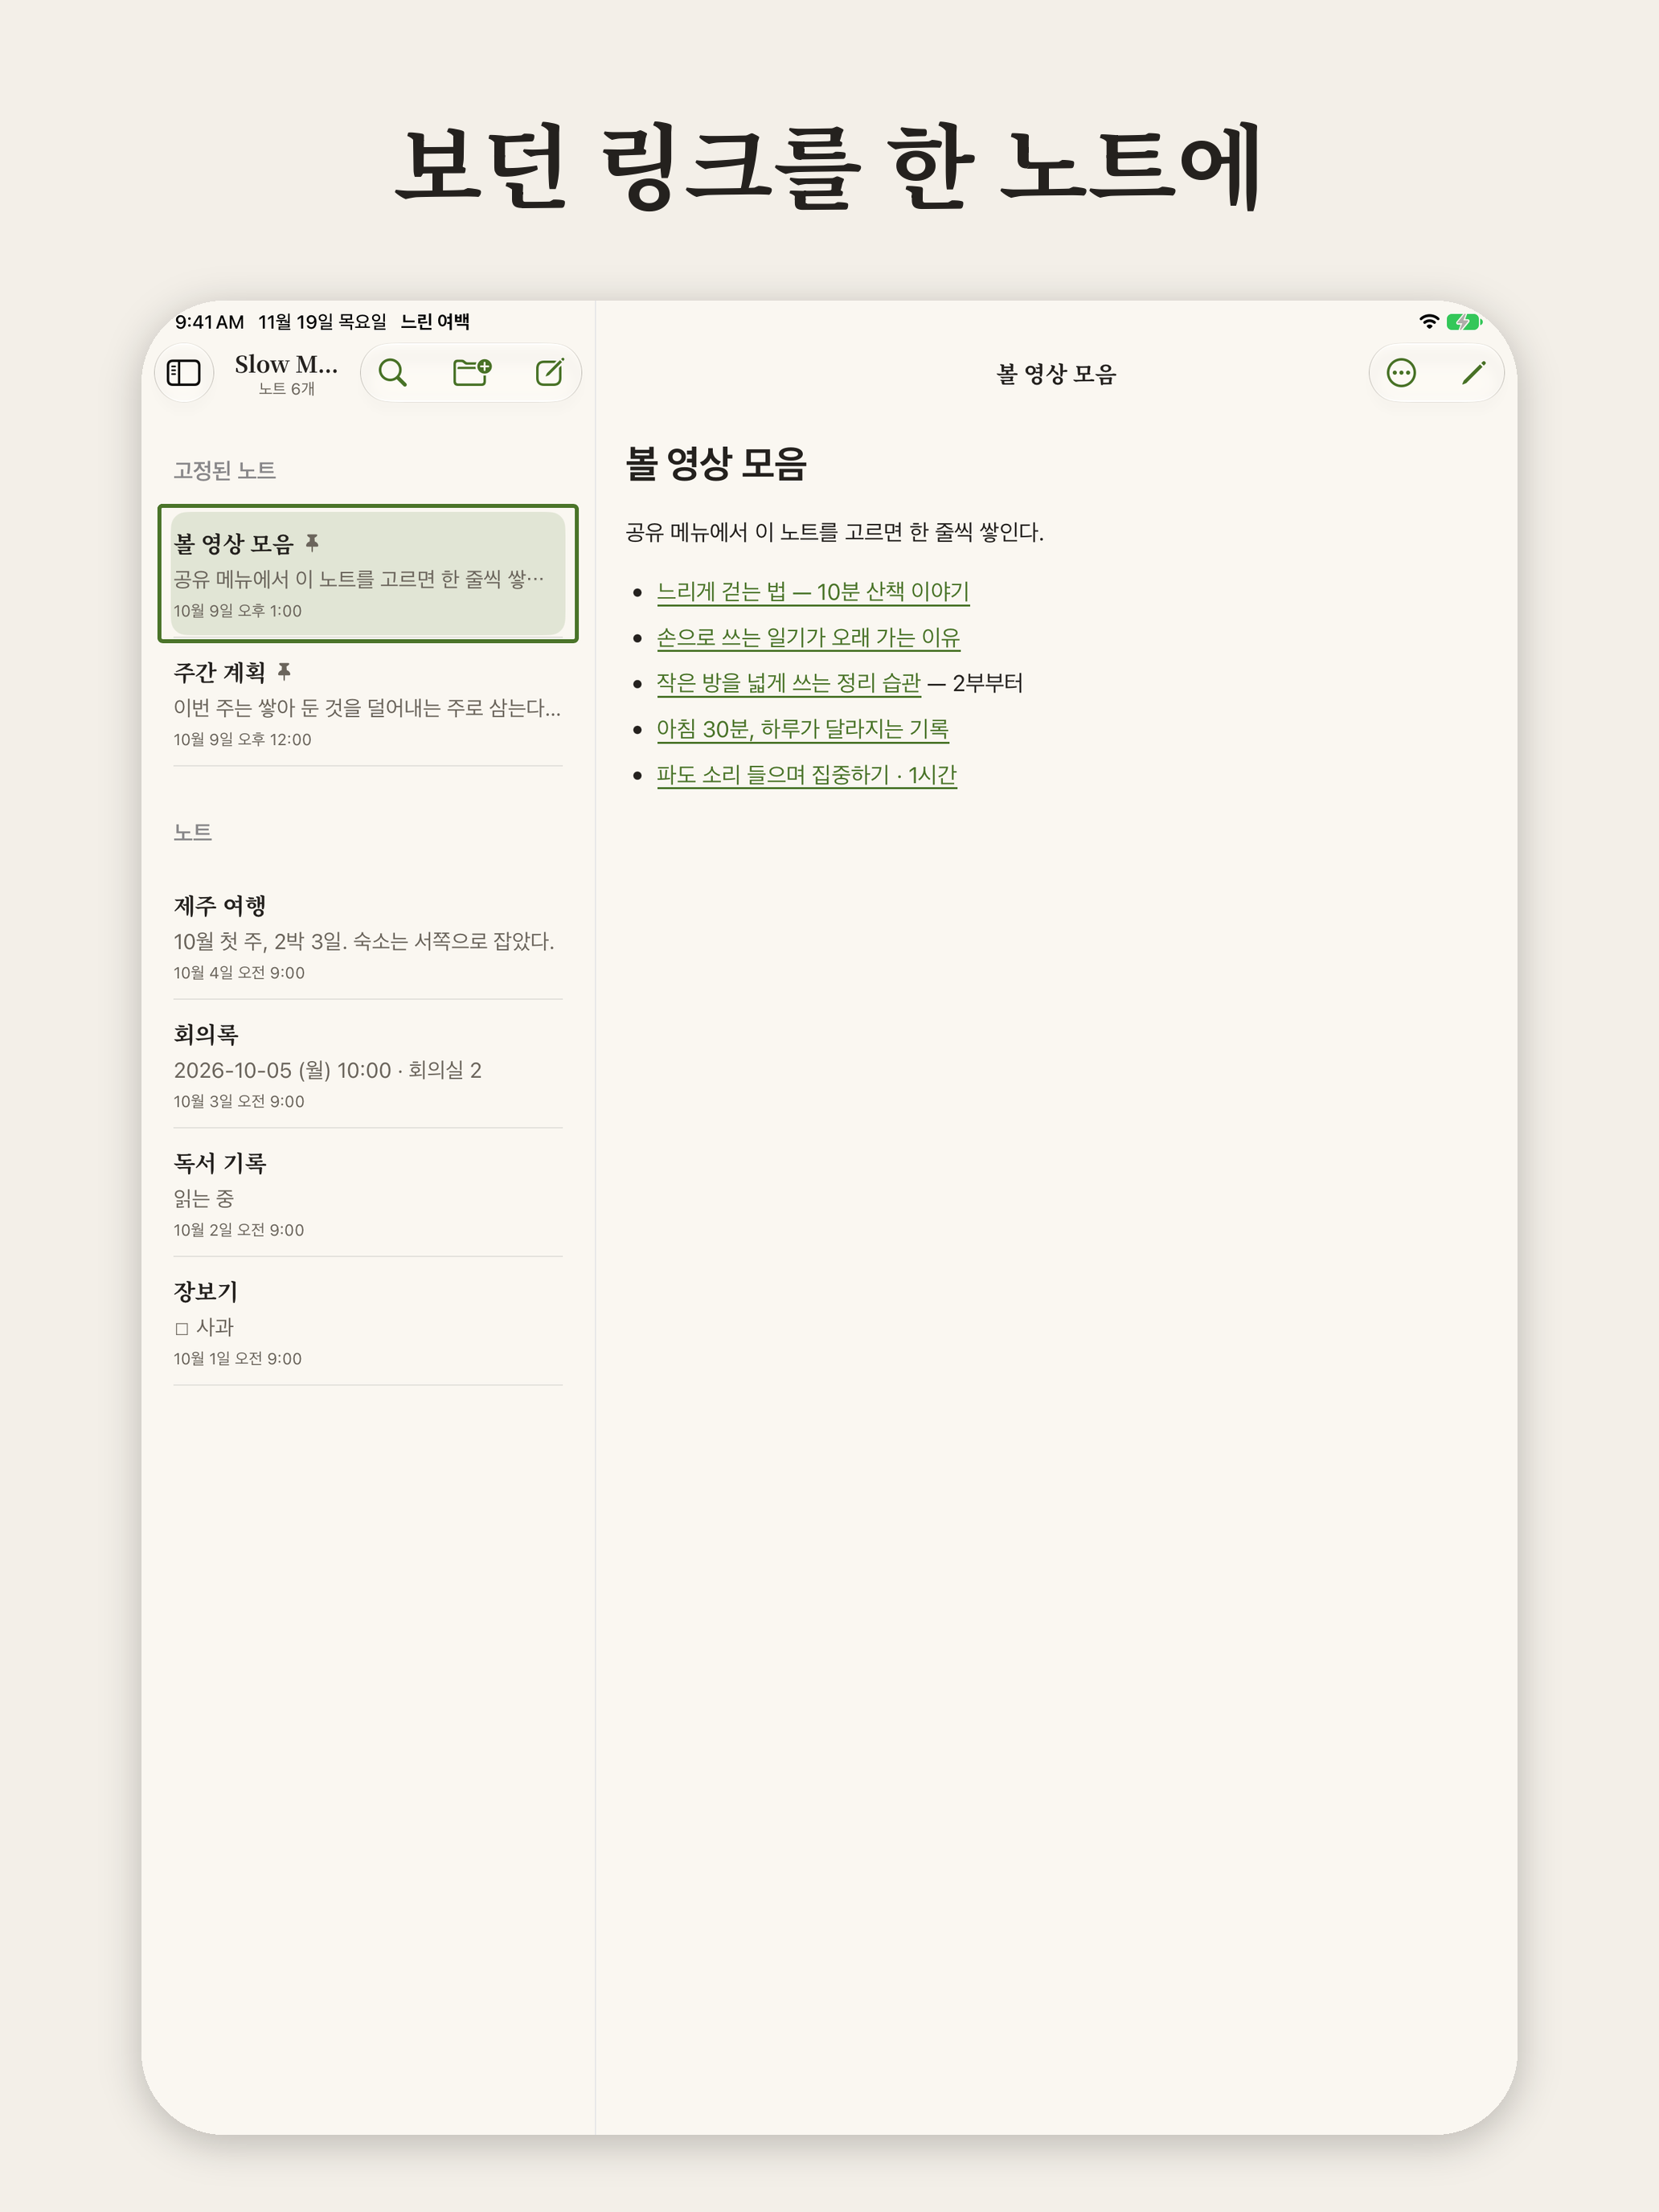 보던 링크를 한 노트에
9:41 AM 11월 19일 목요일 느린 여백
Slow M...
노트 6개
고정된 노트
볼 영상 모음
공유 메뉴에서 이 노트를 고르면 한 줄씩 쌓…
10월 9일 오후 1:00
주간 계획
이번 주는 쌓아 둔 것을 덜어내는 주로 삼는다...
10월 9일 오후 12:00
노트
제주 여행
10월 첫 주, 2박 3일. 숙소는 서쪽으로 잡았다.
10월 4일 오전 9:00
회의록
2026-10-05 (월) 10:00 · 회의실 2
10월 3일 오전 9:00
독서 기록
읽는 중
10월 2일 오전 9:00
장보기
□ 사과
10월 1일 오전 9:00
볼 영상 모음
볼 영상 모음
공유 메뉴에서 이 노트를 고르면 한 줄씩 쌓인다.
• 느리게 걷는 법 — 10분 산책 이야기
• 손으로 쓰는 일기가 오래 가는 이유
• 작은 방을 넓게 쓰는 정리 습관 — 2부부터
• 아침 30분, 하루가 달라지는 기록
• 파도 소리 들으며 집중하기 · 1시간